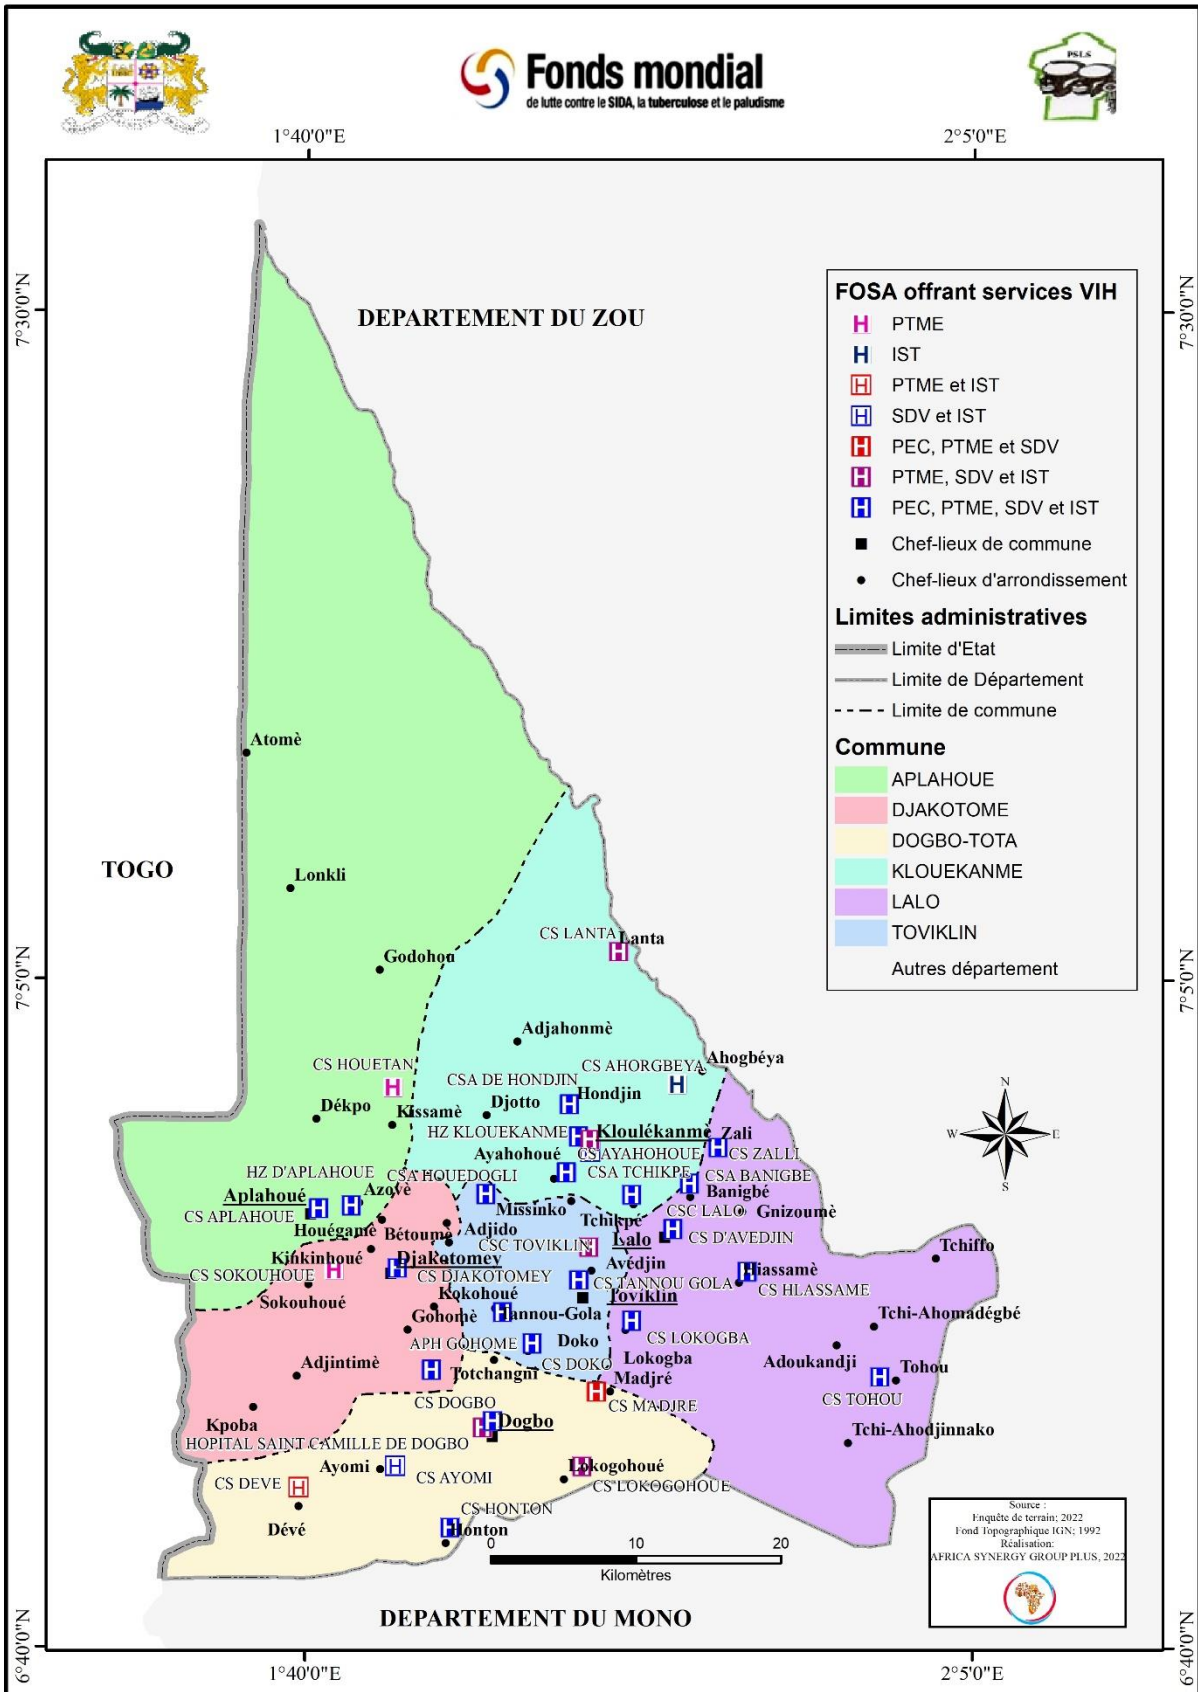 Fonds mondial
de lutte contre le SIDA, la tuberculose et le paludisme
PSLS
1°40'0"E
2°5'0"E
7°30'0"N
7°30'0"N
DEPARTEMENT DU ZOU
FOSA offrant services VIH
PTME
IST
PTME et IST
SDV et IST
PEC, PTME et SDV
PTME, SDV et IST
PEC, PTME, SDV et IST
Chef-lieux de commune
Chef-lieux d'arrondissement
Limites administratives
Limite d'Etat
Limite de Département
Limite de commune
Commune
APLAHOUE
DJAKOTOME
DOGBO-TOTA
KLOUEKANME
LALO
TOVIKLIN
Autres département
Atomè
TOGO
Lonkli
CS LANTA
Lanta
Godohou
7°5'0"N
7°5'0"N
Adjahonmè
CS HOUETAN
CS AHORGBEYA
Ahogbéya
CSA DE HONDJIN
Hondjin
Dékpo
Kissamè
Djotto
HZ KLOUEKANME
Kloulékanmè
Zali
Ayahohoué
CS AYAHOHOUE
CS ZALLI
HZ D'APLAHOUE
CSA HOUEDOGLI
CSA TCHIKPE
CSA BANIGBE
Aplahoué
Azovè
Banigbé
CS APLAHOUE
Missinko
Tchikpé
CSC LALO
Gnizoumè
Houégamè
Bétoumè
Adjido
CSC TOVIKLIN
Lalo
CS D'AVEDJIN
Kinkinhoué
Djakotomey
Avédjin
Tchiffo
CS SOKOUHOUE
CS DJAKOTOMEY
CS TANNOU GOLA
Hlassamè
CS HLASSAME
Sokouhoué
Kokohoué
Tannou-Gola
Toviklin
Gohomè
APH GOHOME
Doko
CS LOKOGBA
Tchi-Ahomadégbé
Adjintimè
Totchangni
CS DOKO
Lokogba
Adoukandji
Tohou
Madjré
CS MADJRE
CS TOHOU
Kpoba
CS DOGBO
Dogbo
Tchi-Ahodjinnako
HOPITAL SAINT CAMILLE DE DOGBO
Ayomi
CS AYOMI
Lokogohoué
CS LOKOGOHOUE
CS DEVE
Dévé
CS HONTON
Honton
0 10 20
Kilomètres
Source :
Enquête de terrain; 2022
Fond Topographique IGN; 1992
Réalisation:
AFRICA SYNERGY GROUP PLUS, 2022
DEPARTEMENT DU MONO
N
W
E
S
6°40'0"N
6°40'0"N
1°40'0"E
2°5'0"E